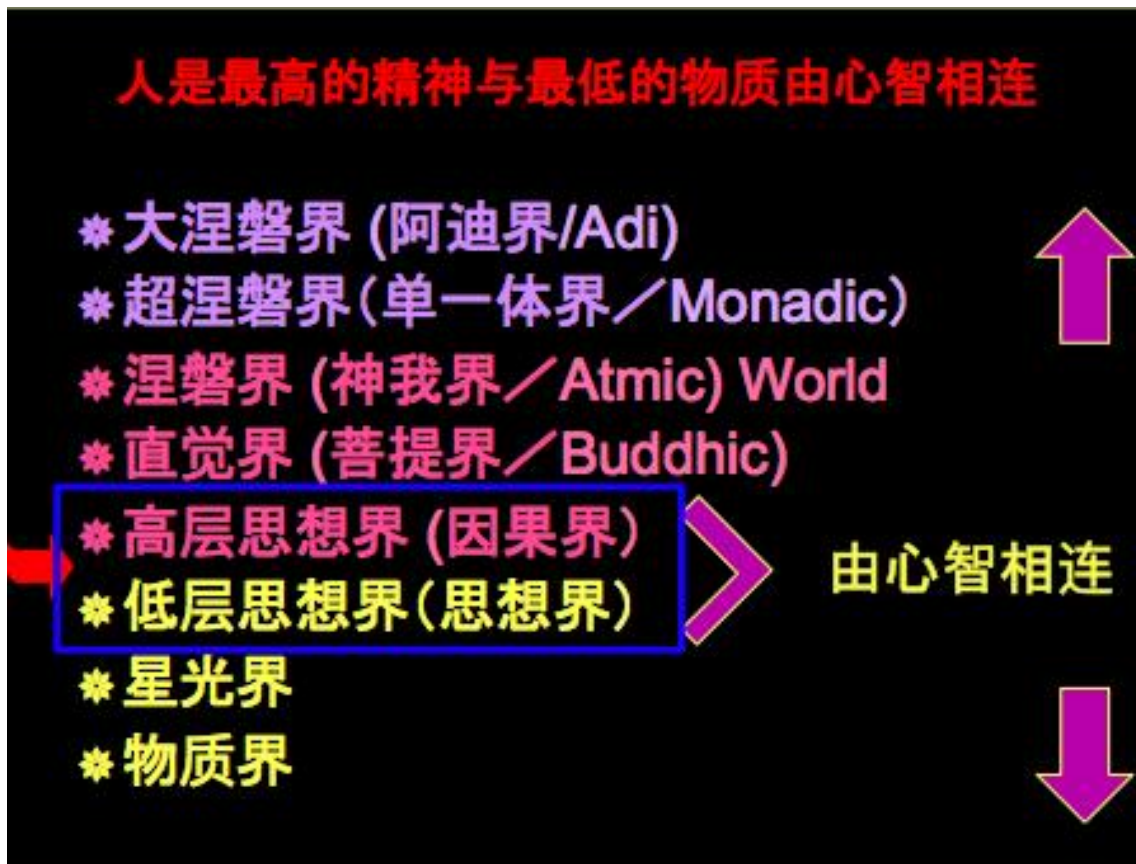 人是最高的精神与最低的物质由心智相连
大涅磐界 (阿迪界/Adi)
超涅磐界（单一体界／Monadic）
涅磐界 (神我界／Atmic) World
直觉界 (菩提界／Buddhic)
高层思想界 (因果界）
低层思想界（思想界）
由心智相连
星光界
物质界